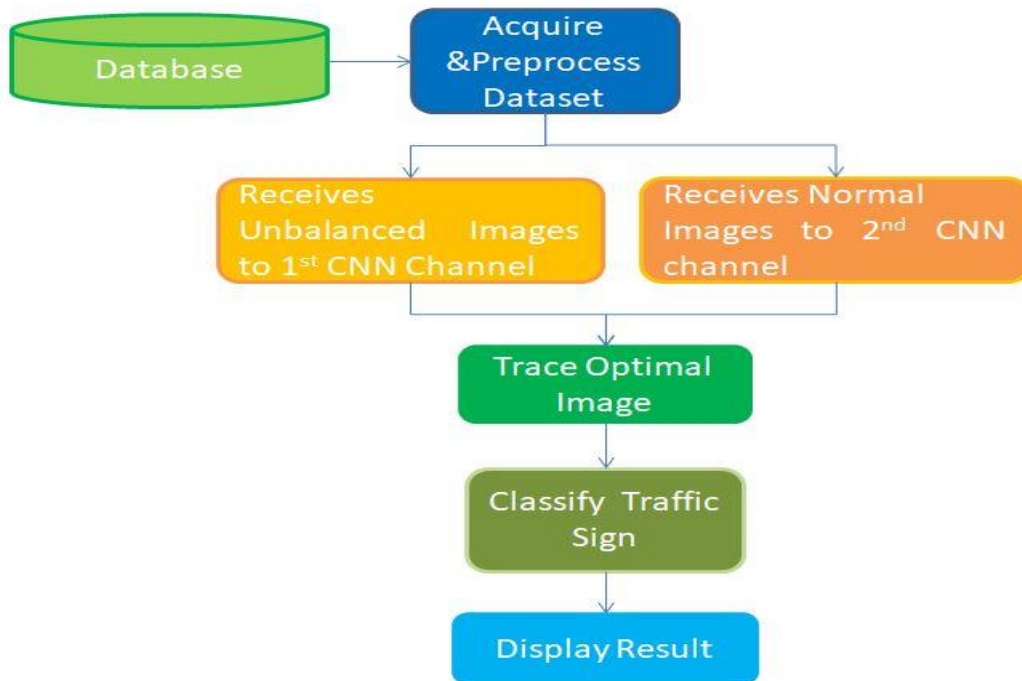 Database
Acquire
&Preprocess
Dataset
Receives
Unbalanced Images
to 1st CNN Channel
Receives Normal
Images to 2nd CNN
channel
Trace Optimal
Image
Classify Traffic
Sign
Display Result